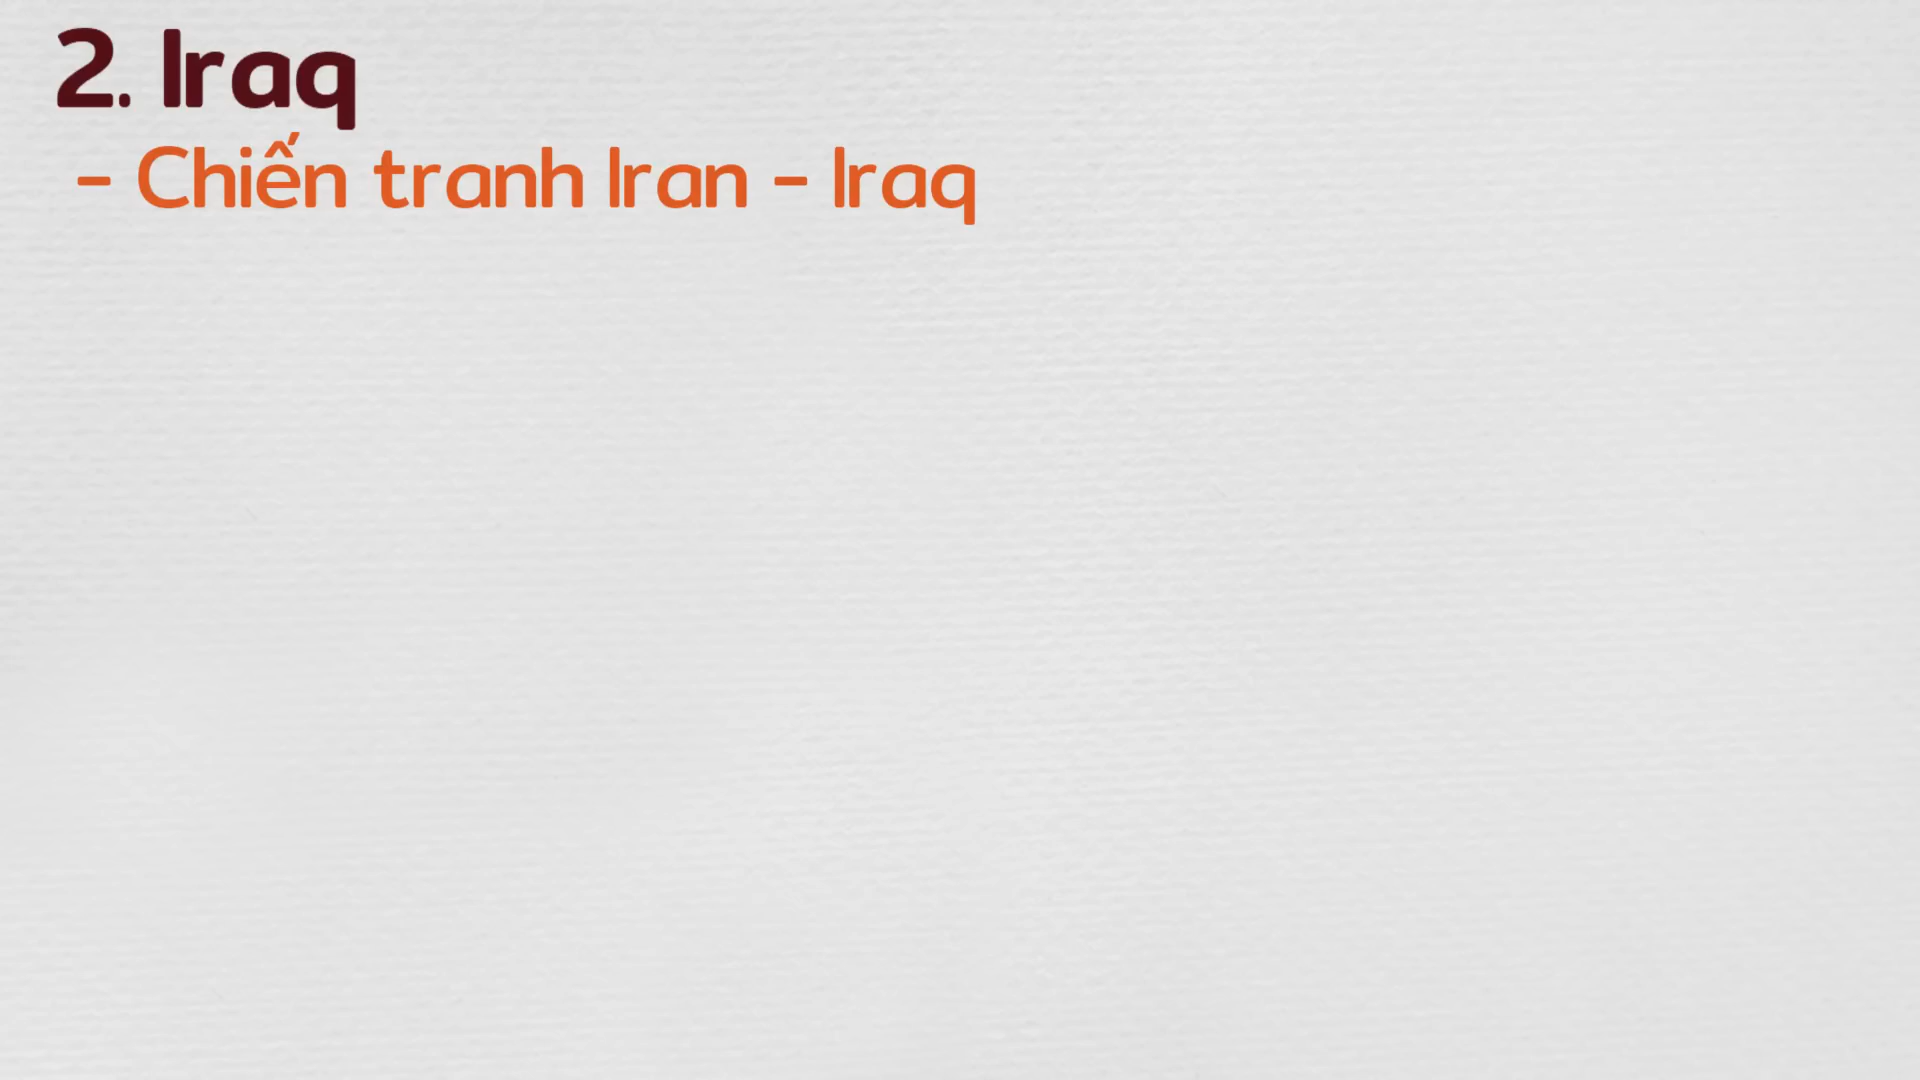 2. Iraq
- Chiến tranh Iran - Iraq